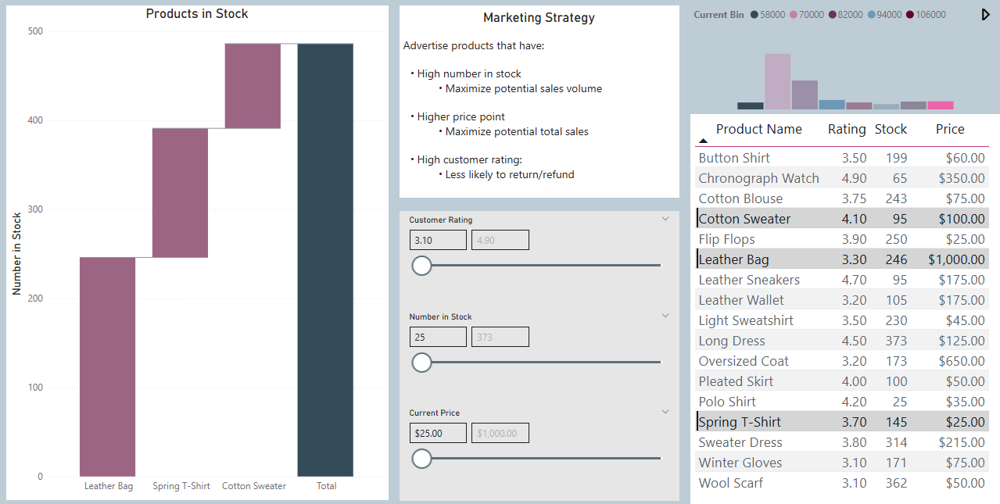 Products in Stock
500
400
300
200
100
0
Number in Stock
Leather Bag Spring T-Shirt Cotton Sweater Total
Marketing Strategy
Advertise products that have:
• High number in stock
• Maximize potential sales volume
• Higher price point
• Maximize potential total sales
• High customer rating:
• Less likely to return/refund
Customer Rating
3.10 4.90
Number in Stock
25 373
Current Price
$25.00 $1,000.00
Current Bin 58000 70000 82000 94000 106000
Product Name Rating Stock Price
Button Shirt 3.50 199 $60.00
Chronograph Watch 4.90 65 $350.00
Cotton Blouse 3.75 243 $75.00
Cotton Sweater 4.10 95 $100.00
Flip Flops 3.90 250 $25.00
Leather Bag 3.30 246 $1,000.00
Leather Sneakers 4.70 95 $175.00
Leather Wallet 3.20 105 $175.00
Light Sweatshirt 3.50 230 $45.00
Long Dress 4.50 373 $125.00
Oversized Coat 3.20 173 $650.00
Pleated Skirt 4.00 100 $50.00
Polo Shirt 4.20 25 $35.00
Spring T-Shirt 3.70 145 $25.00
Sweater Dress 3.80 314 $215.00
Winter Gloves 3.10 171 $75.00
Wool Scarf 3.10 362 $50.00